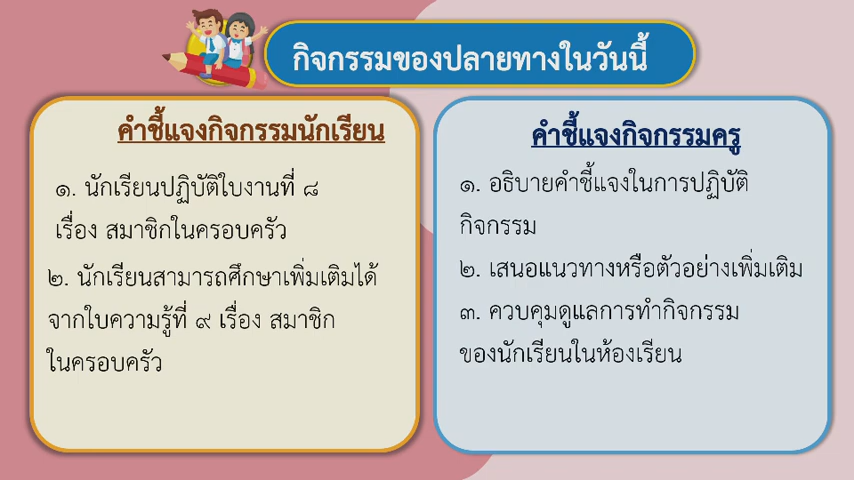 กิจกรรมของปลายทางในวันนี้
คำชี้แจงกิจกรรมนักเรียน
๑. นักเรียนปฏิบัติใบงานที่ ๘
เรื่อง สมาชิกในครอบครัว
๒. นักเรียนสามารถศึกษาเพิ่มเติมได้
จากใบความรู้ที่ ๙ เรื่อง สมาชิก
ในครอบครัว
คำชี้แจงกิจกรรมครู
๑. อธิบายคำชี้แจงในการปฏิบัติ
กิจกรรม
๒. เสนอแนวทางหรือตัวอย่างเพิ่มเติม
๓. ควบคุมดูแลการทำกิจกรรม
ของนักเรียนในห้องเรียน